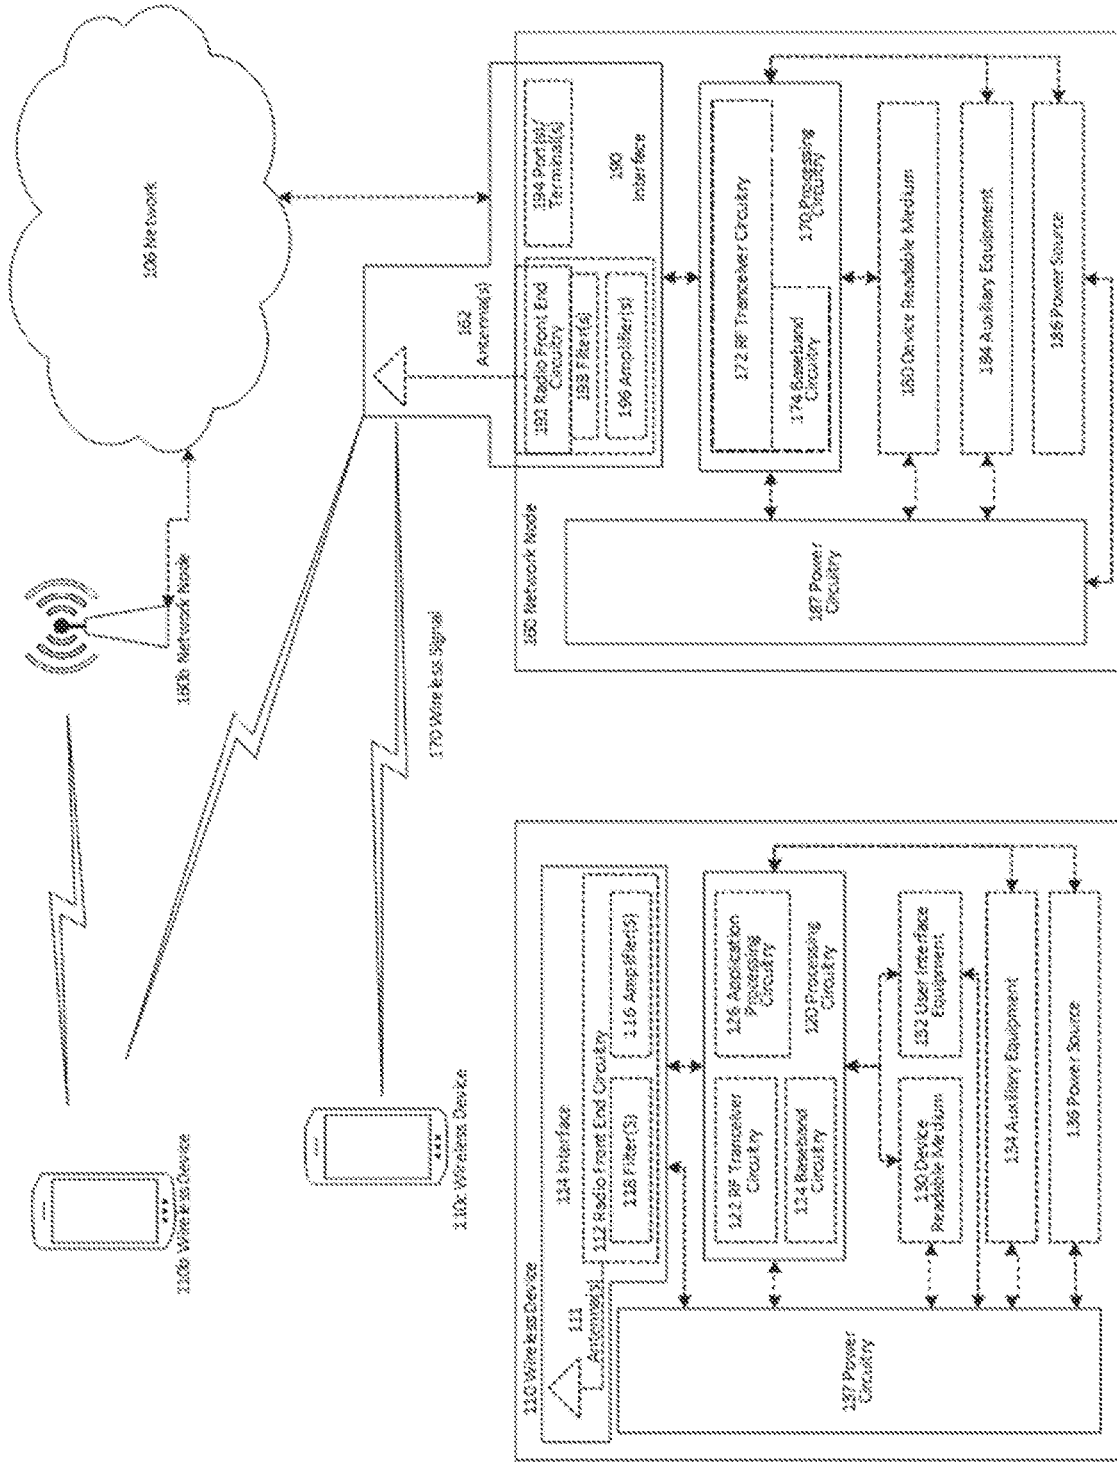 106 Network
110b Wireless Device
160b Network Node
110c Wireless Device
170 Wireless Signal
110 Wireless Device
111
Antenna(s)
114 Interface
112 Radio Front End Circuitry
118 Filter(S)
116 Amplifier(S)
122 RF Tranceiver
Circuitry
124 Baseband
Circuitry
126 Application
Processing
Circuitry
120 Processing
Circuitry
130 Device
Readable Medium
132 User Interface
Equipment
134 Auxiliary Equipment
136 Power Source
137 Power
Circuitry
162
Antenna(s)
160 Network Node
192 Radio Front End
Circuitry
198 Filter(s)
196 Amplifier(s)
194 Port(s)/
Terminal(s)
190
Interface
172 RF Tranceiver Circuitry
174 Baseband
Circuitry
170 Processing
Circuitry
180 Device Readable Medium
184 Auxiliary Equipment
186 Power Source
187 Power
Circuitry